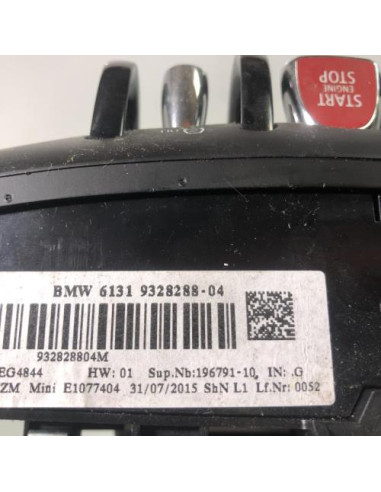 START
ENGINE
STOP
BMW 6131 9328288-04
932828804M
EG4844 HW: 01 Sup.Nb:196791-10, IN: .G
ZM Mini E1077404 31/07/2015 ShN L1 Lf.Nr: 0052